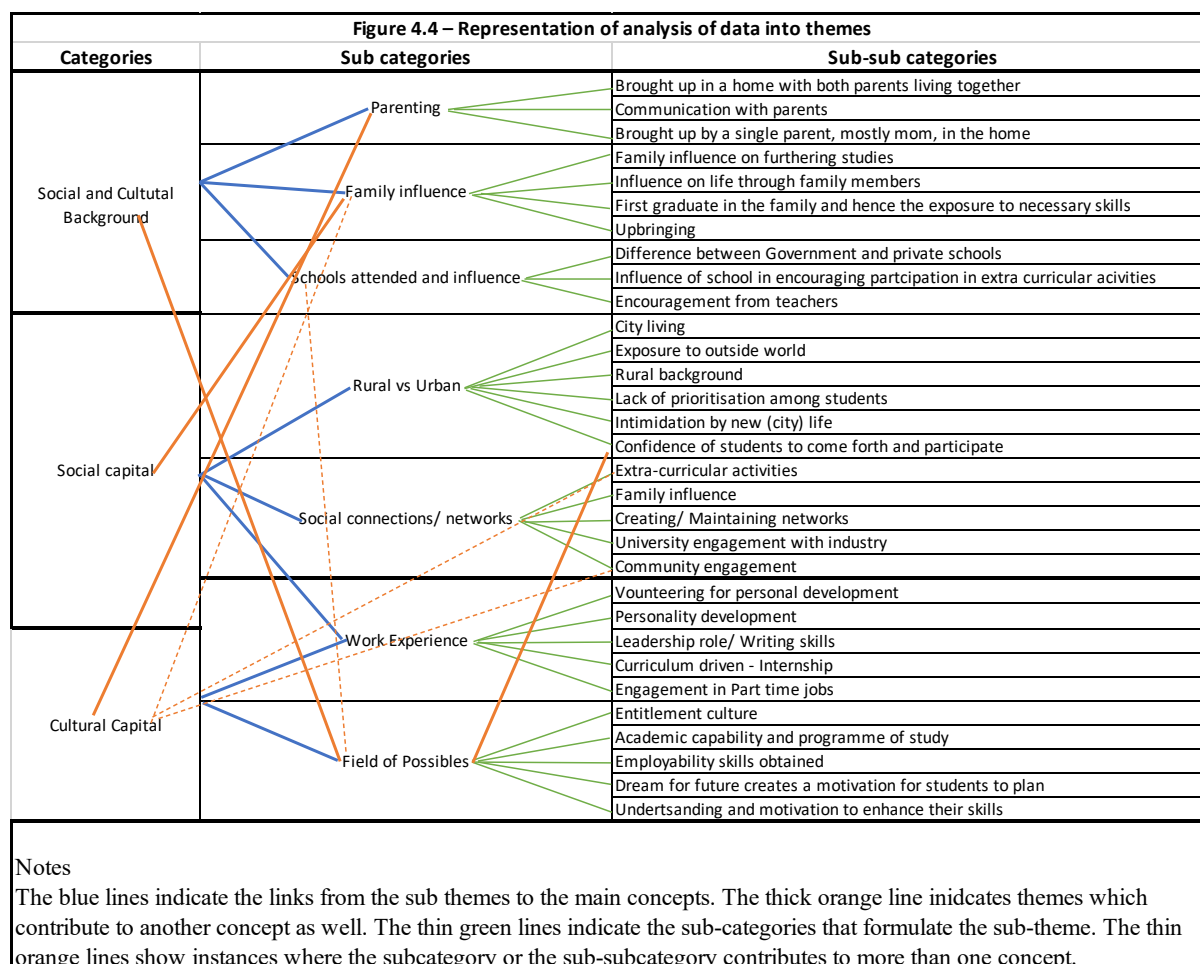 Figure 4.4 – Representation of analysis of data into themes
Categories Sub categories Sub-sub categories
Social and Cultutal
Background
Parenting
Brought up in a home with both parents living together
Communication with parents
Brought up by a single parent, mostly mom, in the home
Family influence
Family influence on furthering studies
Influence on life through family members
First graduate in the family and hence the exposure to necessary skills
Upbringing
Schools attended and influence
Difference between Government and private schools
Influence of school in encouraging partcipation in extra curricular acivities
Encouragement from teachers
Social capital
Rural vs Urban
City living
Exposure to outside world
Rural background
Lack of prioritisation among students
Intimidation by new (city) life
Confidence of students to come forth and participate
Social connections/ networks
Extra-curricular activities
Family influence
Creating/ Maintaining networks
University engagement with industry
Community engagement
Work Experience
Vounteering for personal development
Personality development
Leadership role/ Writing skills
Curriculum driven - Internship
Engagement in Part time jobs
Cultural Capital
Field of Possibles
Entitlement culture
Academic capability and programme of study
Employability skills obtained
Dream for future creates a motivation for students to plan
Undertsanding and motivation to enhance their skills
Notes
The blue lines indicate the links from the sub themes to the main concepts. The thick orange line inidcates themes which
contribute to another concept as well. The thin green lines indicate the sub-categories that formulate the sub-theme. The thin
orange lines show instances where the subcategory or the sub-subcategory contributes to more than one concept.